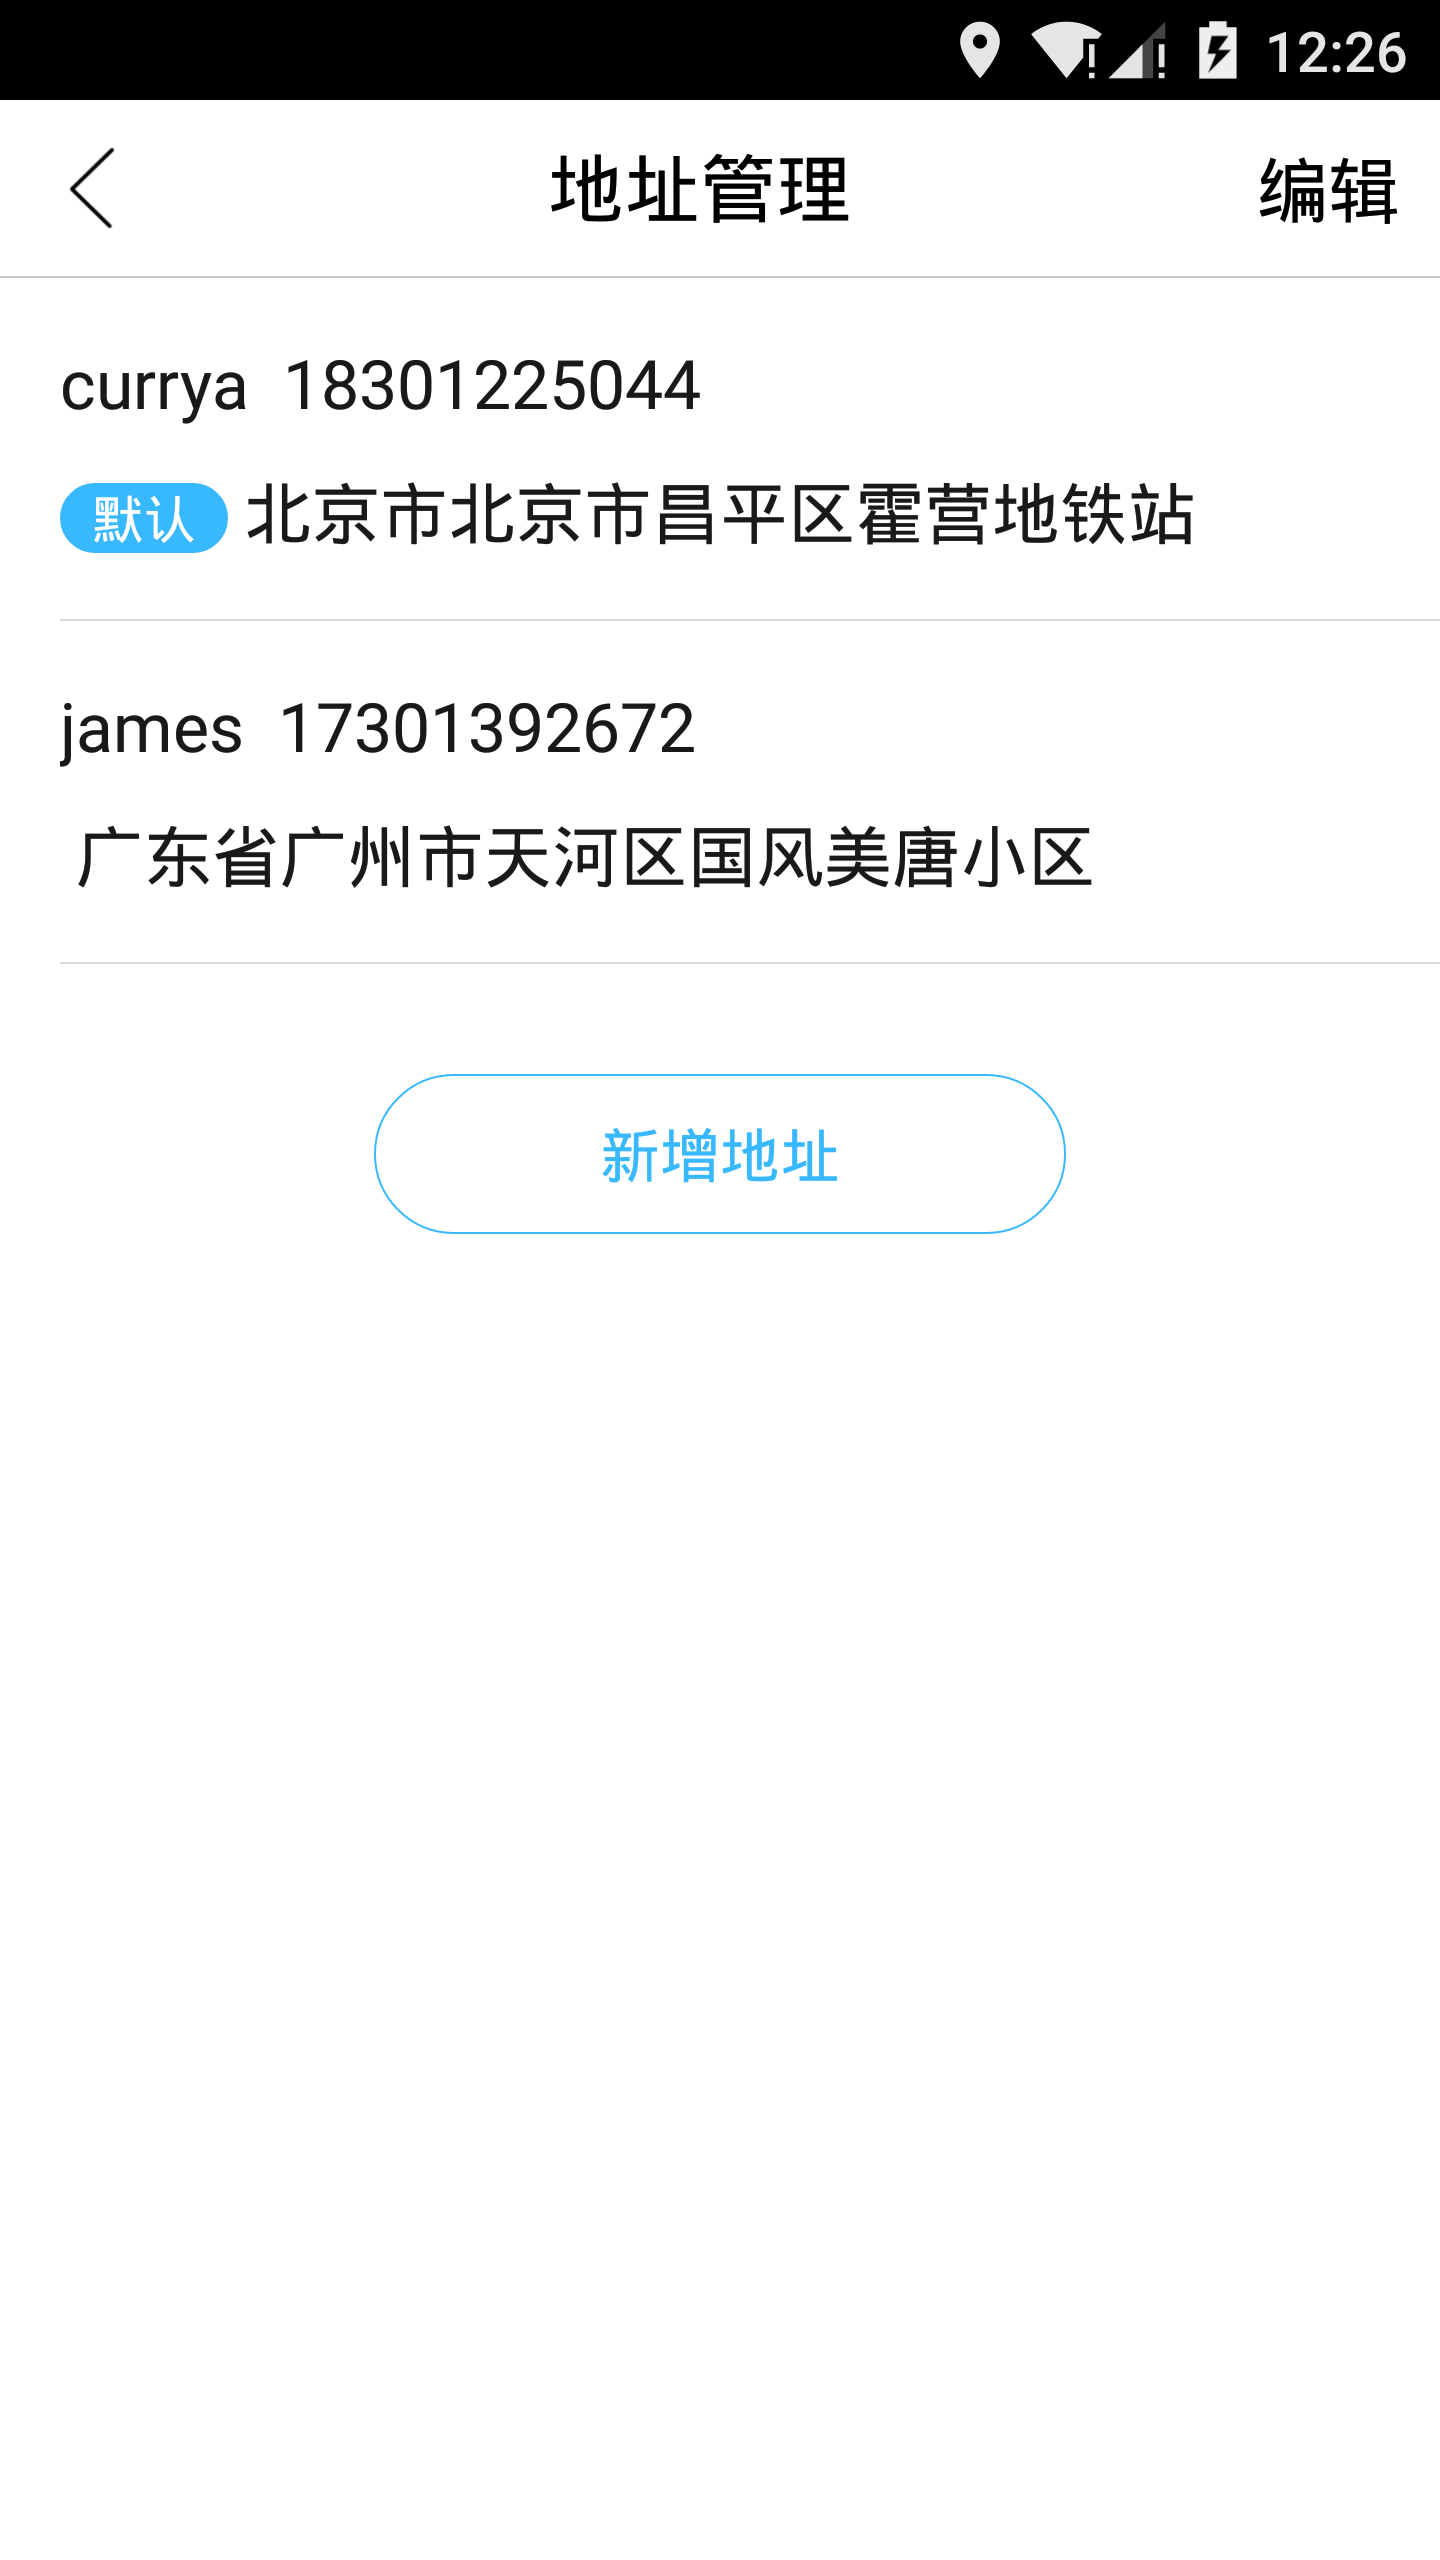 12:26
地址管理 编辑
currya 18301225044
默认 北京市北京市昌平区霍营地铁站
james 17301392672
广东省广州市天河区国风美唐小区
新增地址